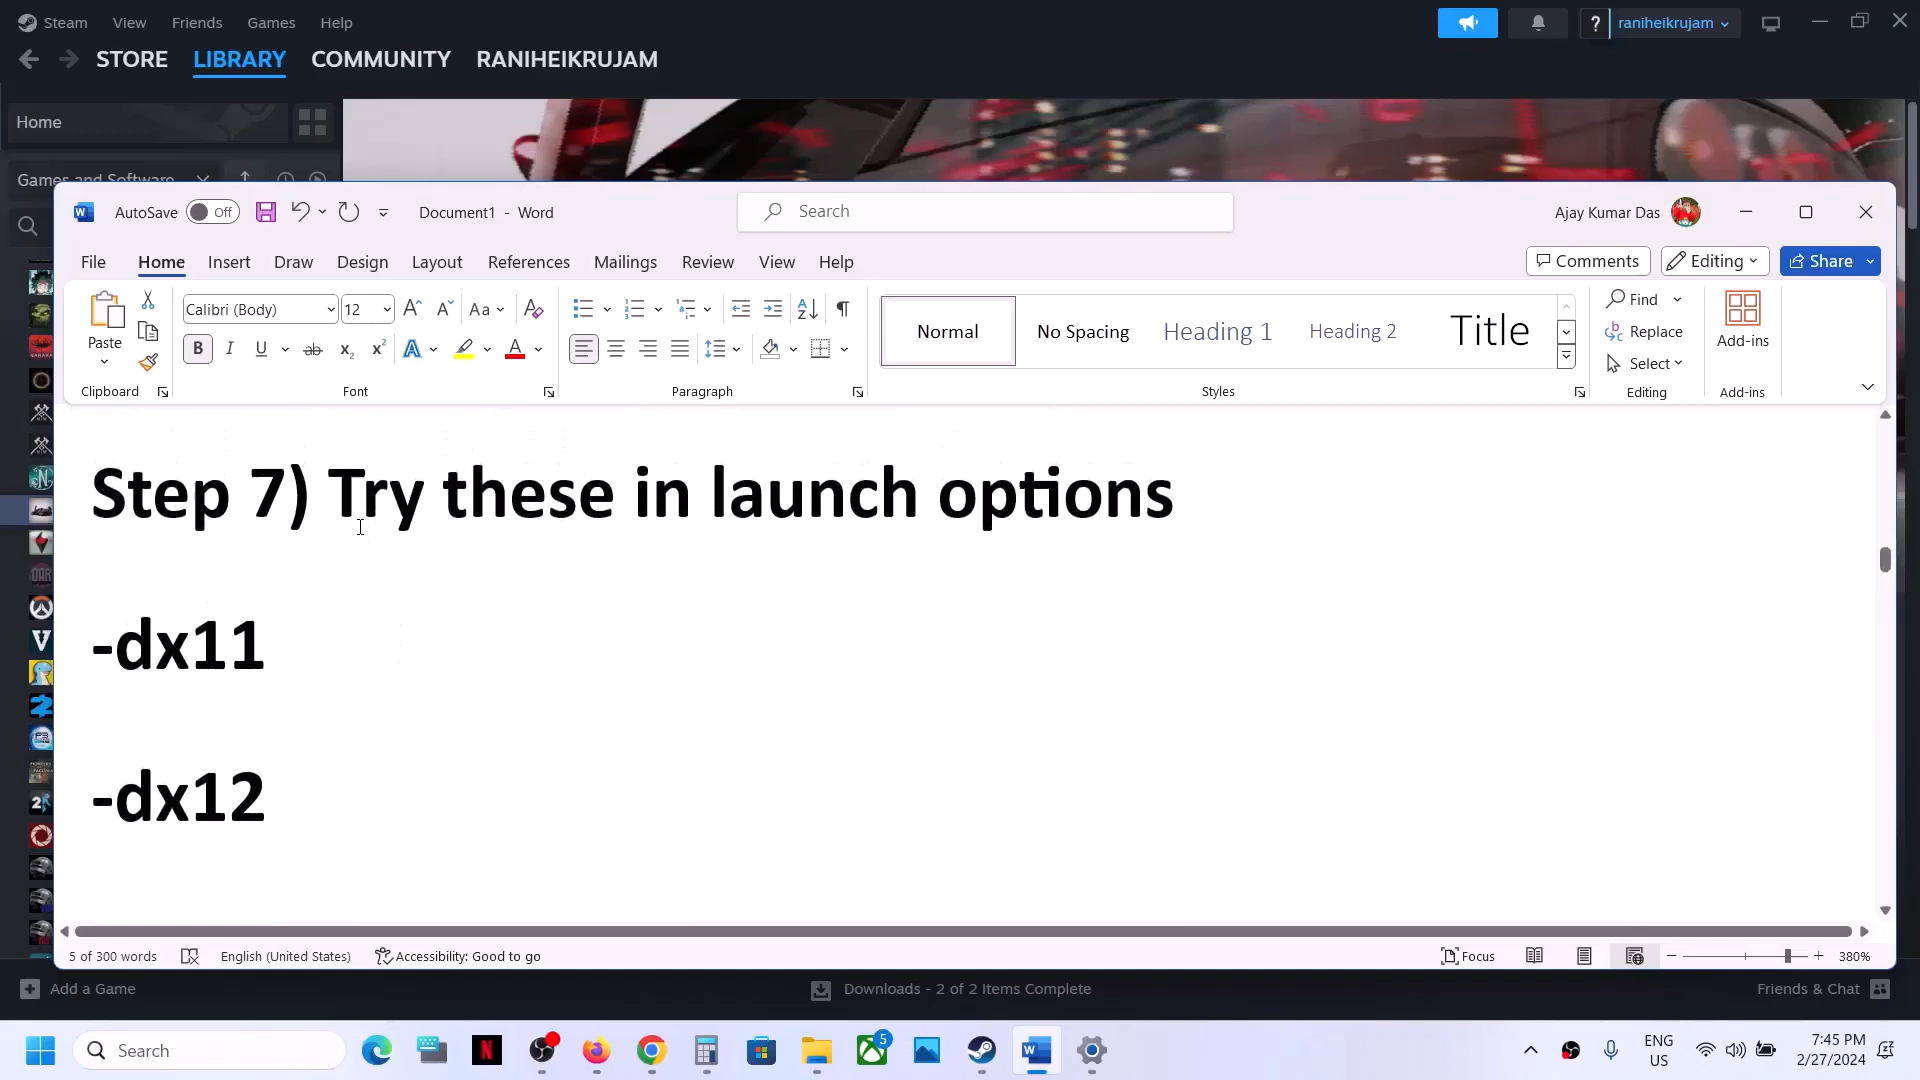 Steam View Friends Games Help raniheikrujam
STORE LIBRARY COMMUNITY RANIHEIKRUJAM
Home
Games and Software
AutoSave Off Document1 - Word Search Ajay Kumar Das
File Home Insert Draw Design Layout References Mailings Review View Help Comments Editing Share
Paste Calibri (Body) 12 Normal No Spacing Heading 1 Heading 2 Title Find Replace Select Add-ins
Clipboard Font Paragraph Styles Editing Add-ins
Step 7) Try these in launch options
-dx11
-dx12
5 of 300 words English (United States) Accessibility: Good to go Focus 380%
Add a Game Downloads - 2 of 2 Items Complete Friends & Chat
Search 5 ENG US 7:45 PM 2/27/2024